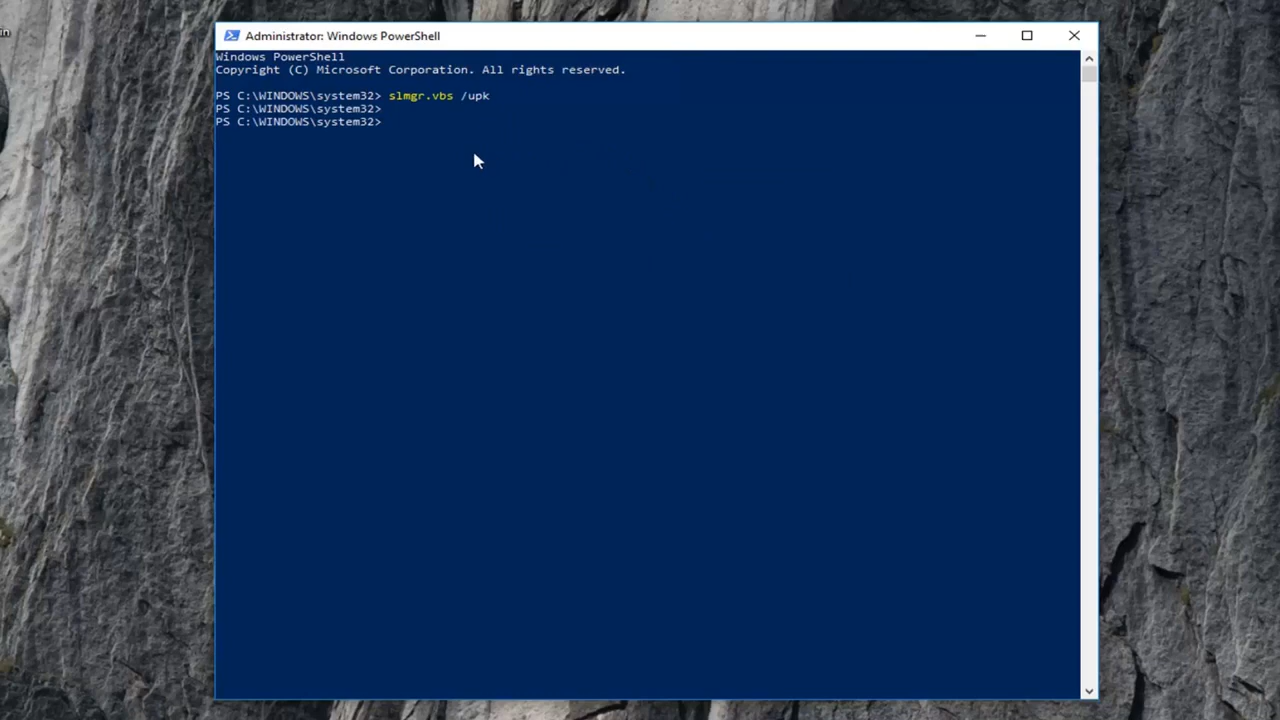 in
Administrator: Windows PowerShell
Windows PowerShell
Copyright (C) Microsoft Corporation. All rights reserved.
PS C:\WINDOWS\system32> slmgr.vbs /upk
PS C:\WINDOWS\system32>
PS C:\WINDOWS\system32>